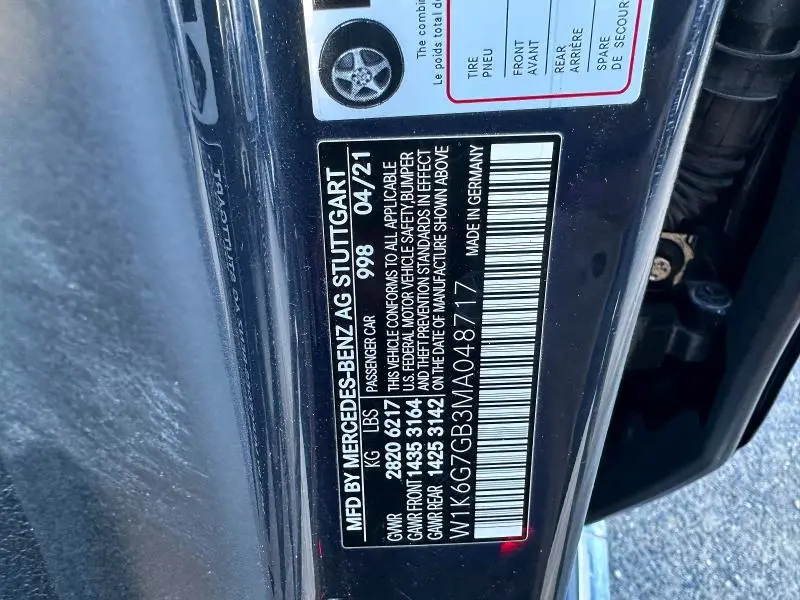 The combin
Le poids total de
TIRE
PNEU
FRONT
AVANT
REAR
ARRIÈRE
SPARE
DE SECOUR
MFD BY MERCEDES-BENZ AG STUTTGART
KG LBS PASSENGER CAR 998 04/21
GVWR 2820 6217
GAWR FRONT 1435 3164
GAWR REAR 1425 3142
THIS VEHICLE CONFORMS TO ALL APPLICABLE
U.S. FEDERAL MOTOR VEHICLE SAFETY,BUMPER
AND THEFT PREVENTION STANDARDS IN EFFECT
ON THE DATE OF MANUFACTURE SHOWN ABOVE
W1K6G7GB3MA048717 MADE IN GERMANY